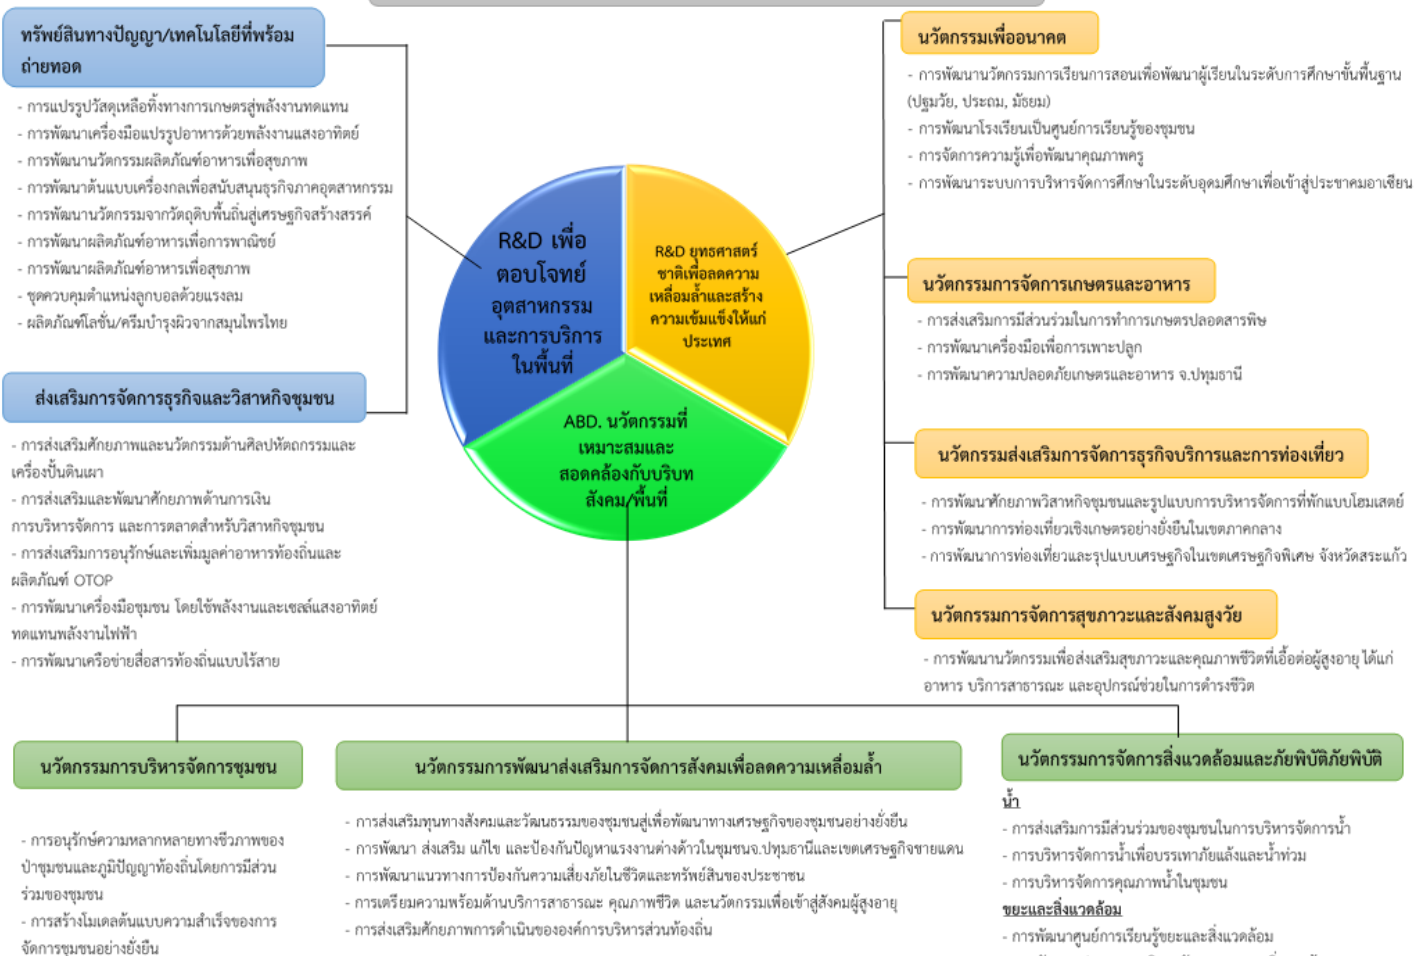 ทรัพย์สินทางปัญญา/เทคโนโลยีที่พร้อม
ถ่ายทอด
- การแปรรูปวัสดุเหลือทิ้งทางการเกษตรสู่พลังงานทดแทน
- การพัฒนาเครื่องมือแปรรูปอาหารด้วยพลังงานแสงอาทิตย์
- การพัฒนานวัตกรรมผลิตภัณฑ์อาหารเพื่อสุขภาพ
- การพัฒนาต้นแบบเครื่องกลเพื่อสนับสนุนธุรกิจภาคอุตสาหกรรม
- การพัฒนานวัตกรรมจากวัตถุดิบพื้นถิ่นสู่เศรษฐกิจสร้างสรรค์
- การพัฒนาผลิตภัณฑ์อาหารเพื่อการพาณิชย์
- การพัฒนาผลิตภัณฑ์อาหารเพื่อสุขภาพ
- ชุดควบคุมตำแหน่งลูกบอลด้วยแรงลม
- ผลิตภัณฑ์โลชั่น/ครีมบำรุงผิวจากสมุนไพรไทย
ส่งเสริมการจัดการธุรกิจและวิสาหกิจชุมชน
- การส่งเสริมศักยภาพและนวัตกรรมด้านศิลปหัตถกรรมและ
เครื่องปั้นดินเผา
- การส่งเสริมและพัฒนาศักยภาพด้านการเงิน
การบริหารจัดการ และการตลาดสำหรับวิสาหกิจชุมชน
- การส่งเสริมการอนุรักษ์และเพิ่มมูลค่าอาหารท้องถิ่นและ
ผลิตภัณฑ์ OTOP
- การพัฒนาเครื่องมือชุมชน โดยใช้พลังงานและเซลล์แสงอาทิตย์
ทดแทนพลังงานไฟฟ้า
- การพัฒนาเครือข่ายสื่อสารท้องถิ่นแบบไร้สาย
R&D เพื่อ
ตอบโจทย์
อุตสาหกรรม
และการบริการ
ในพื้นที่
R&D ยุทธศาสตร์
ชาติเพื่อลดความ
เหลื่อมล้ำและสร้าง
ความเข้มแข็งให้แก่
ประเทศ
ABD. นวัตกรรมที่
เหมาะสมและ
สอดคล้องกับบริบท
สังคม/พื้นที่
นวัตกรรมเพื่ออนาคต
- การพัฒนานวัตกรรมการเรียนการสอนเพื่อพัฒนาผู้เรียนในระดับการศึกษาขั้นพื้นฐาน
(ปฐมวัย, ประถม, มัธยม)
- การพัฒนาโรงเรียนเป็นศูนย์การเรียนรู้ของชุมชน
- การจัดการความรู้เพื่อพัฒนาคุณภาพครู
- การพัฒนาระบบการบริหารจัดการศึกษาในระดับอุดมศึกษาเพื่อเข้าสู่ประชาคมอาเซียน
นวัตกรรมการจัดการเกษตรและอาหาร
- การส่งเสริมการมีส่วนร่วมในการทำการเกษตรปลอดสารพิษ
- การพัฒนาเครื่องมือเพื่อการเพาะปลูก
- การพัฒนาความปลอดภัยเกษตรและอาหาร จ.ปทุมธานี
นวัตกรรมส่งเสริมการจัดการธุรกิจบริการและการท่องเที่ยว
- การพัฒนาศักยภาพวิสาหกิจชุมชนและรูปแบบการบริหารจัดการที่พักแบบโฮมเสตย์
- การพัฒนาการท่องเที่ยวเชิงเกษตรอย่างยั่งยืนในเขตภาคกลาง
- การพัฒนาการท่องเที่ยวและรูปแบบเศรษฐกิจในเขตเศรษฐกิจพิเศษ จังหวัดสระแก้ว
นวัตกรรมการจัดการสุขภาวะและสังคมสูงวัย
- การพัฒนานวัตกรรมเพื่อส่งเสริมสุขภาวะและคุณภาพชีวิตที่เอื้อต่อผู้สูงอายุ ได้แก่
อาหาร บริการสาธารณะ และอุปกรณ์ช่วยในการดำรงชีวิต
นวัตกรรมการบริหารจัดการชุมชน
- การอนุรักษ์ความหลากหลายทางชีวภาพของ
ป่าชุมชนและภูมิปัญญาท้องถิ่นโดยการมีส่วน
ร่วมของชุมชน
- การสร้างโมเดลต้นแบบความสำเร็จของการ
จัดการชุมชนอย่างยั่งยืน
นวัตกรรมการพัฒนาส่งเสริมการจัดการสังคมเพื่อลดความเหลื่อมล้ำ
- การส่งเสริมทุนทางสังคมและวัฒนธรรมของชุมชนสู่เพื่อพัฒนาทางเศรษฐกิจของชุมชนอย่างยั่งยืน
- การพัฒนา ส่งเสริม แก้ไข และป้องกันปัญหาแรงงานต่างด้าวในชุมชนจ.ปทุมธานีและเขตเศรษฐกิจชายแดน
- การพัฒนาแนวทางการป้องกันความเสี่ยงภัยในชีวิตและทรัพย์สินของประชาชน
- การเตรียมความพร้อมด้านบริการสาธารณะ คุณภาพชีวิต และนวัตกรรมเพื่อเข้าสู่สังคมผู้สูงอายุ
- การส่งเสริมศักยภาพการดำเนินขององค์การบริหารส่วนท้องถิ่น
นวัตกรรมการจัดการสิ่งแวดล้อมและภัยพิบัติภัยพิบัติ
น้ำ
- การส่งเสริมการมีส่วนร่วมของชุมชนในการบริหารจัดการน้ำ
- การบริหารจัดการน้ำเพื่อบรรเทาภัยแล้งและน้ำท่วม
- การบริหารจัดการคุณภาพน้ำในชุมชน
ขยะและสิ่งแวดล้อม
- การพัฒนาศูนย์การเรียนรู้ขยะและสิ่งแวดล้อม